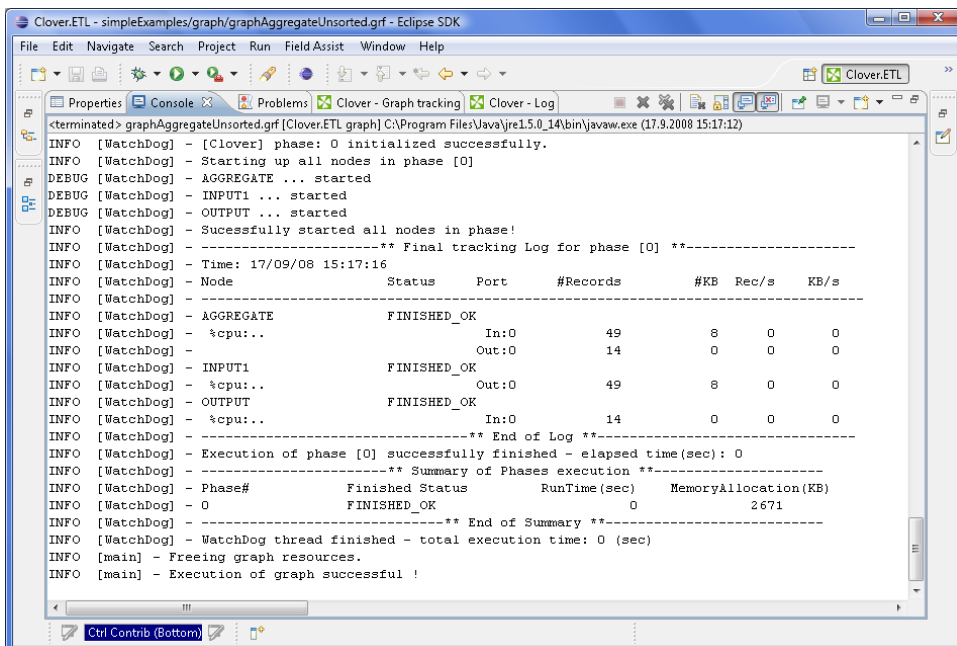 Clover.ETL - simpleExamples/graph/graphAggregateUnsorted.grf - Eclipse SDK
File Edit Navigate Search Project Run Field Assist Window Help
Clover.ETL
Properties Console Problems Clover - Graph tracking Clover - Log
<terminated> graphAggregateUnsorted.grf [Clover.ETL graph] C:\Program Files\Java\jre1.5.0_14\bin\javaw.exe (17.9.2008 15:17:12)
INFO [WatchDog] - [Clover] phase: 0 initialized successfully.
INFO [WatchDog] - Starting up all nodes in phase [0]
DEBUG [WatchDog] - AGGREGATE ... started
DEBUG [WatchDog] - INPUT1 ... started
DEBUG [WatchDog] - OUTPUT ... started
INFO [WatchDog] - Sucessfully started all nodes in phase!
INFO [WatchDog] - ----------------------** Final tracking Log for phase [0] **---------------------
INFO [WatchDog] - Time: 17/09/08 15:17:16
INFO [WatchDog] - Node Status Port #Records #KB Rec/s KB/s
INFO [WatchDog] - ----------------------------------------------------------------------------------
INFO [WatchDog] - AGGREGATE FINISHED_OK
INFO [WatchDog] - %cpu:.. In:0 49 8 0 0
INFO [WatchDog] - Out:0 14 0 0 0
INFO [WatchDog] - INPUT1 FINISHED_OK
INFO [WatchDog] - %cpu:.. Out:0 49 8 0 0
INFO [WatchDog] - OUTPUT FINISHED_OK
INFO [WatchDog] - %cpu:.. In:0 14 0 0 0
INFO [WatchDog] - ---------------------------------** End of Log **--------------------------------
INFO [WatchDog] - Execution of phase [0] successfully finished - elapsed time(sec): 0
INFO [WatchDog] - -----------------------** Summary of Phases execution **---------------------
INFO [WatchDog] - Phase# Finished Status RunTime(sec) MemoryAllocation(KB)
INFO [WatchDog] - 0 FINISHED_OK 0 2671
INFO [WatchDog] - ------------------------------** End of Summary **---------------------------
INFO [WatchDog] - WatchDog thread finished - total execution time: 0 (sec)
INFO [main] - Freeing graph resources.
INFO [main] - Execution of graph successful !
Ctrl Contrib (Bottom)